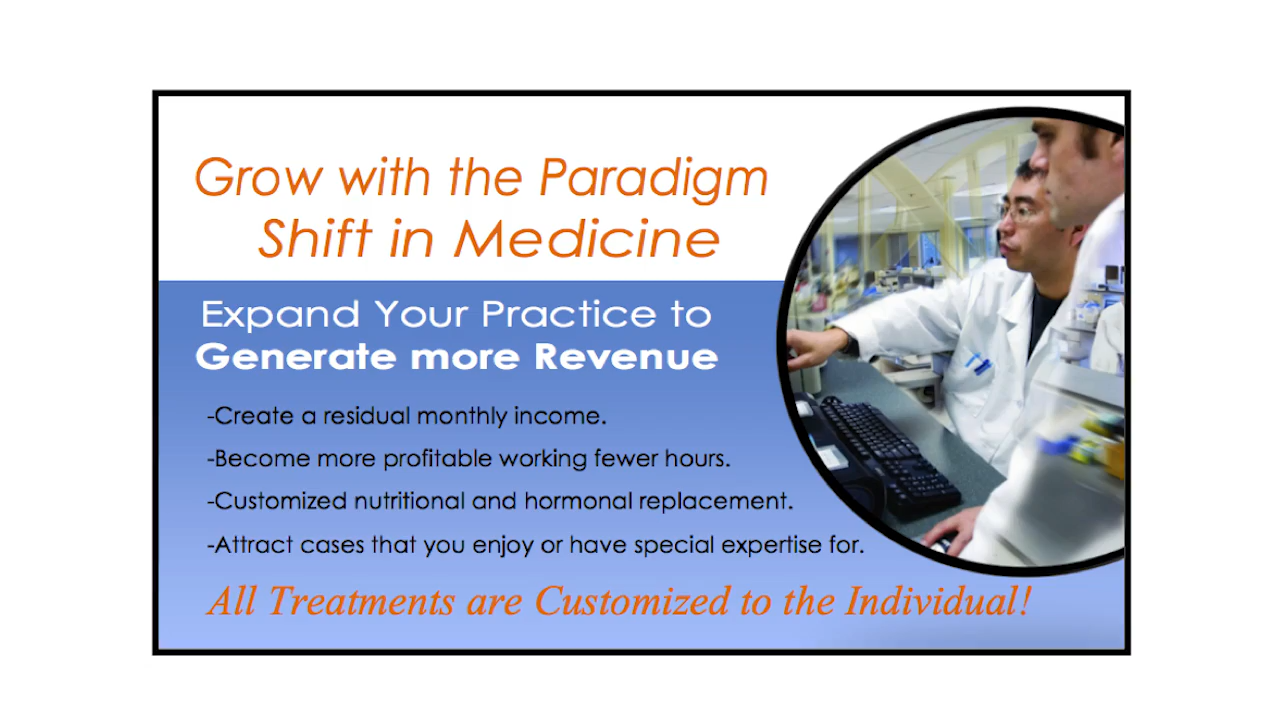 Grow with the Paradigm
Shift in Medicine
Expand Your Practice to
Generate more Revenue
-Create a residual monthly income.
-Become more profitable working fewer hours.
-Customized nutritional and hormonal replacement.
-Attract cases that you enjoy or have special expertise for.
All Treatments are Customized to the Individual!